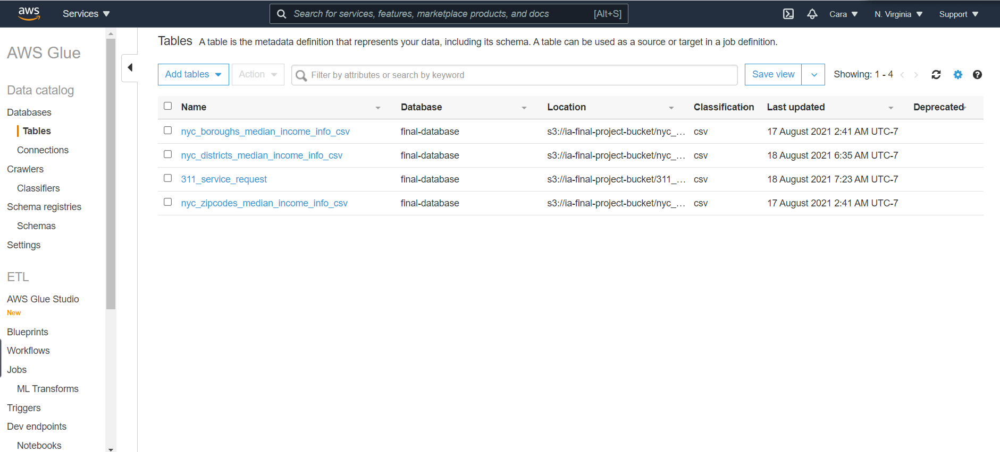 aws Services Search for services, features, marketplace products, and docs [Alt+S] Cara N. Virginia Support
AWS Glue
Data catalog
Databases
Tables
Connections
Crawlers
Classifiers
Schema registries
Schemas
Settings
ETL
AWS Glue Studio
New
Blueprints
Workflows
Jobs
ML Transforms
Triggers
Dev endpoints
Notebooks
Tables A table is the metadata definition that represents your data, including its schema. A table can be used as a source or target in a job definition.
Add tables Action Filter by attributes or search by keyword Save view Showing: 1 - 4
Name Database Location Classification Last updated Deprecated
nyc_boroughs_median_income_info_csv final-database s3://ia-final-project-bucket/nyc_... csv 17 August 2021 2:41 AM UTC-7
nyc_districts_median_income_info_csv final-database s3://ia-final-project-bucket/nyc_... csv 18 August 2021 6:35 AM UTC-7
311_service_request final-database s3://ia-final-project-bucket/311_... csv 18 August 2021 7:23 AM UTC-7
nyc_zipcodes_median_income_info_csv final-database s3://ia-final-project-bucket/nyc_... csv 17 August 2021 2:41 AM UTC-7